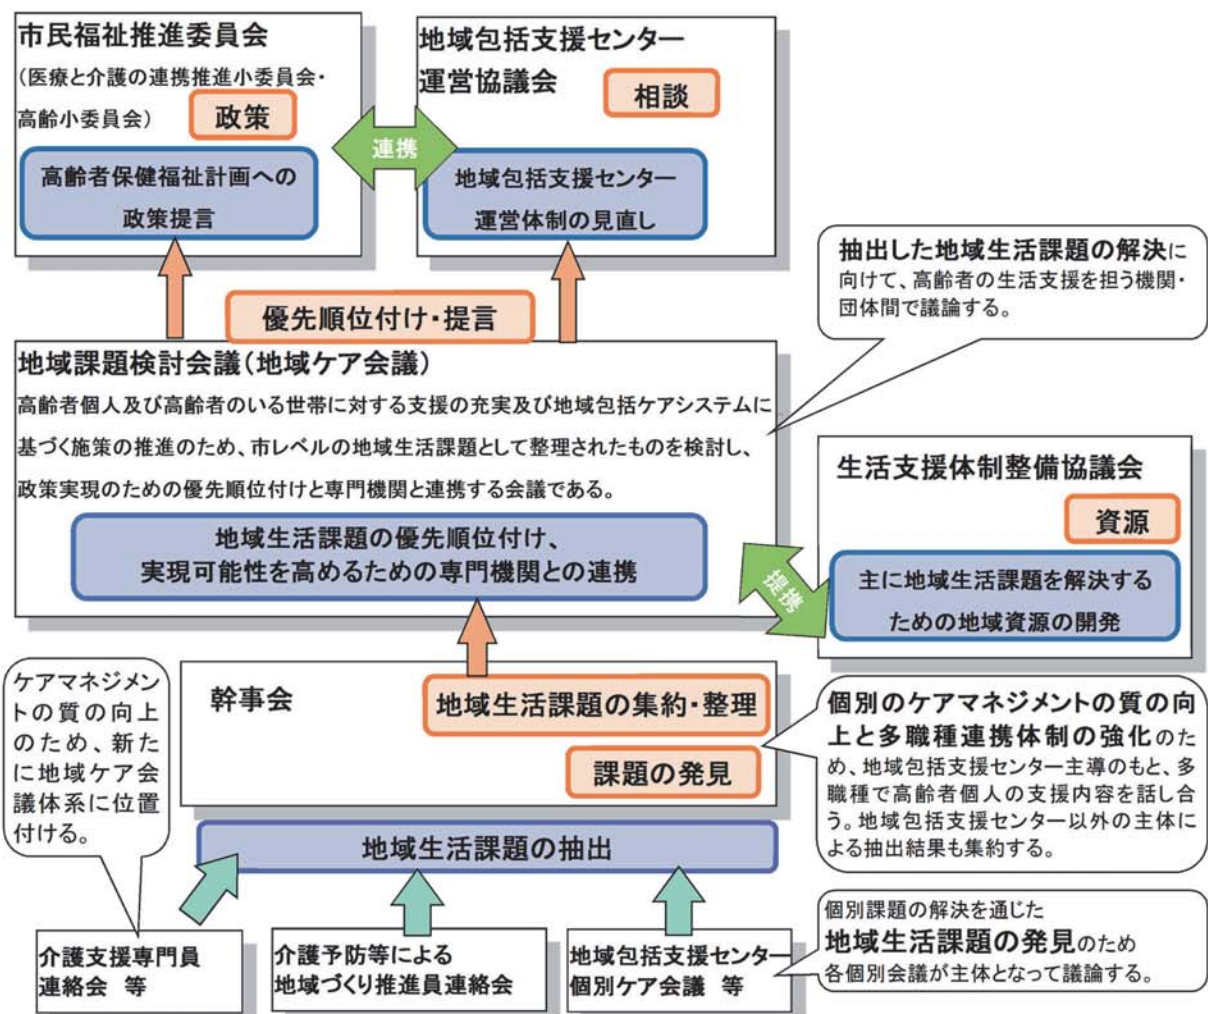 市民福祉推進委員会
（医療と介護の連携推進小委員会・
高齢小委員会）
政策
高齢者保健福祉計画への
政策提言
連携
地域包括支援センター
運営協議会
相談
地域包括支援センター
運営体制の見直し
優先順位付け・提言
抽出した地域生活課題の解決に
向けて、高齢者の生活支援を担う機関・
団体間で議論する。
地域課題検討会議（地域ケア会議）
高齢者個人及び高齢者のいる世帯に対する支援の充実及び地域包括ケアシステムに
基づく施策の推進のため、市レベルの地域生活課題として整理されたものを検討し、
政策実現のための優先順位付けと専門機関と連携する会議である。
地域生活課題の優先順位付け、
実現可能性を高めるための専門機関との連携
提携
生活支援体制整備協議会
資源
主に地域生活課題を解決する
ための地域資源の開発
ケアマネジメン
トの質の向上
のため、新た
に地域ケア会
議体系に位置
付ける。
幹事会
地域生活課題の集約・整理
課題の発見
個別のケアマネジメントの質の向
上と多職種連携体制の強化のた
め、地域包括支援センター主導のもと、多
職種で高齢者個人の支援内容を話し合
う。地域包括支援センター以外の主体に
よる抽出結果も集約する。
地域生活課題の抽出
介護支援専門員
連絡会 等
介護予防等による
地域づくり推進員連絡会
地域包括支援センター
個別ケア会議 等
個別課題の解決を通じた
地域生活課題の発見のため
各個別会議が主体となって議論する。